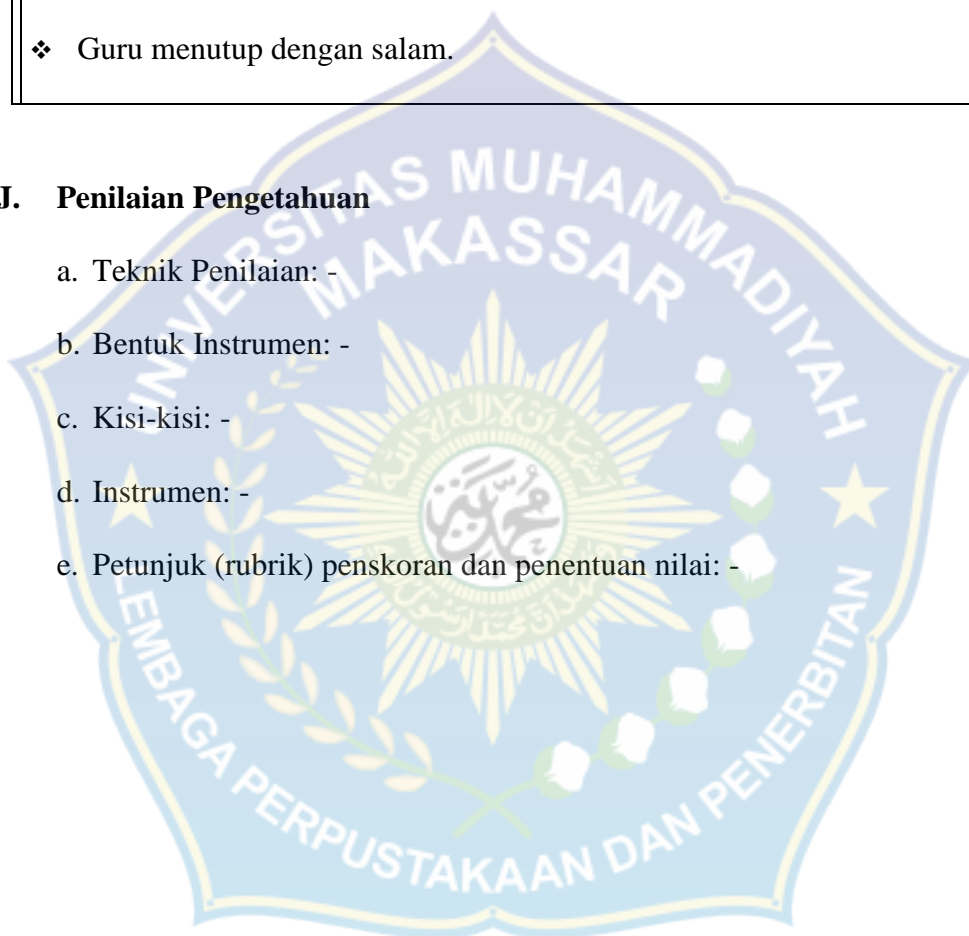 ❖ Guru menutup dengan salam.
J. Penilaian Pengetahuan
a. Teknik Penilaian: -
b. Bentuk Instrumen: -
c. Kisi-kisi: -
d. Instrumen: -
e. Petunjuk (rubrik) penskoran dan penentuan nilai: -
UNIVERSITAS MUHAMMADIYAH
MAKASSAR
LEMBAGA PERPUSTAKAAN DAN PENERBITAN